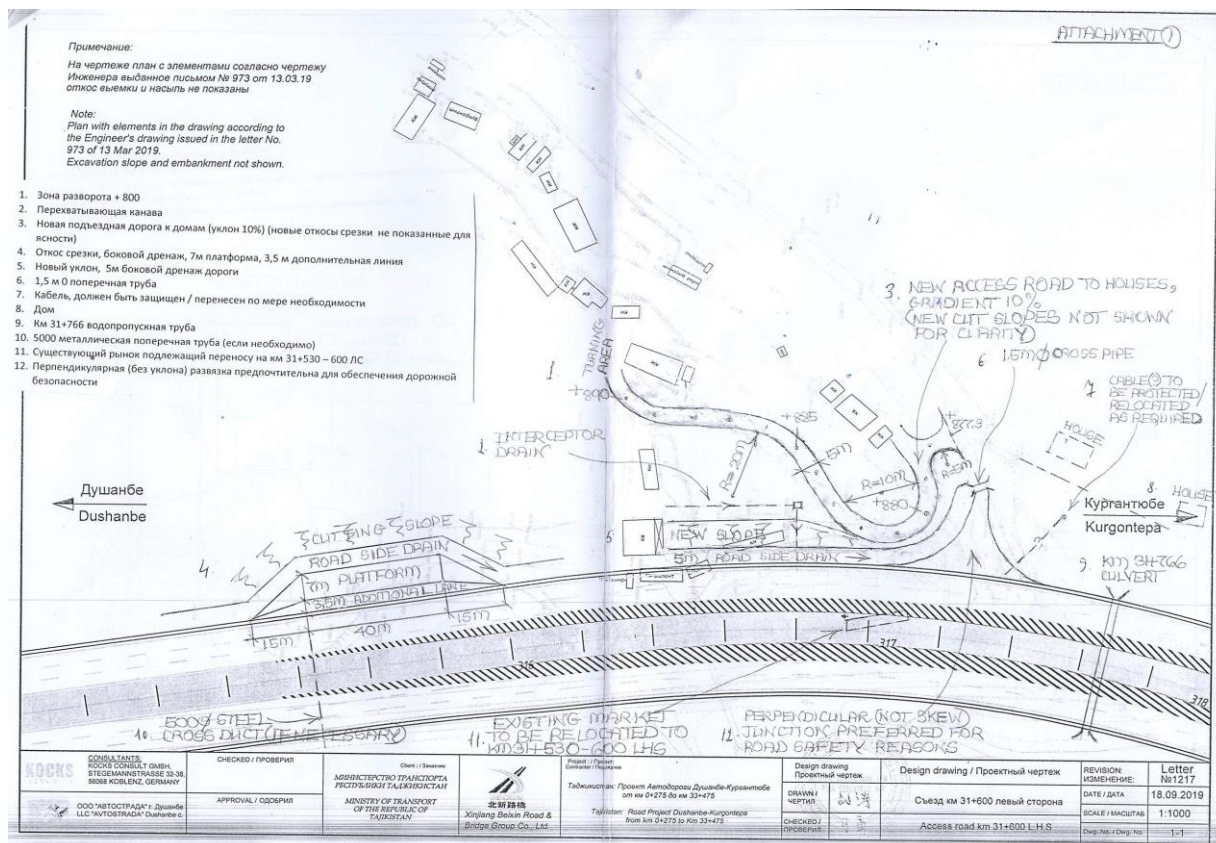 ATTACHMENT 1
Примечание:
На чертеже план с элементами согласно чертежу
Инженера выданное письмом № 973 от 13.03.19
откос выемки и насыпь не показаны
Note:
Plan with elements in the drawing according to
the Engineer's drawing issued in the letter No.
973 of 13 Mar 2019.
Excavation slope and embankment not shown.
1. Зона разворота + 800
2. Перехватывающая канава
3. Новая подъездная дорога к домам (уклон 10%) (новые откосы срезки не показанные для
ясности)
4. Откос срезки, боковой дренаж, 7м платформа, 3,5 м дополнительная линия
5. Новый уклон, 5м боковой дренаж дороги
6. 1,5 м 0 поперечная труба
7. Кабель, должен быть защищен / перенесен по мере необходимости
8. Дом
9. Км 31+766 водопропускная труба
10. 5000 металлическая поперечная труба (если необходимо)
11. Существующий рынок подлежащий переносу на км 31+530 – 600 ЛС
12. Перпендикулярная (без уклона) развязка предпочтительна для обеспечения дорожной
безопасности
3. NEW ACCESS ROAD TO HOUSES,
GRADIENT 10%
(NEW CUT SLOPES NOT SHOWN
FOR CLARITY)
6 1.5M Ø CROSS PIPE
7 CABLE(?) TO
BE PROTECTED/
RELOCATED
AS REQUIRED
1. TURNING
AREA
+890
+885
5M
R=20M
R=10M
+880
R=5M
HOUSE
8. HOUSE
2. INTERCEPTOR
DRAIN
Душанбе
Dushanbe
Кургантюбе
Kurgontepa
4. CUTTING SLOPE
ROAD SIDE DRAIN
7M PLATFORM
3,5M ADDITIONAL LANE
15M
40M
15M
5. NEW SLOPE
5M ROAD SIDE DRAIN
9. KM 31+766
CULVERT
316
317
318
10. 500Ø STEEL
CROSS DUCT (IF NECESSARY)
11. EXISTING MARKET
TO BE RELOCATED TO
KM31+530-600 LHS
12. PERPENDICULAR (NOT SKEW)
JUNCTION PREFERRED FOR
ROAD SAFETY REASONS
KOCKS
CONSULTANTS:
KOCKS CONSULT GMBH,
STEGEMANNSTRASSE 32-38,
56068 KOBLENZ, GERMANY
ООО "АВТОСТРАДА" г. Душанбе
LLC "AVTOSTRADA" Dushanbe c.
CHECKED / ПРОВЕРИЛ
APPROVAL / ОДОБРИЛ
Client: / Заказчик:
МИНИСТЕРСТВО ТРАНСПОРТА
РЕСПУБЛИКИ ТАДЖИКИСТАН
MINISTRY OF TRANSPORT
OF THE REPUBLIC OF
TAJIKISTAN
北新路橋
Xinjiang Beixin Road &
Bridge Group Co., Ltd.
Project: / Проект:
Таджикистан: Проект Автодороги Душанбе-Кургантюбе
от км 0+275 до км 33+475
Tajikistan: Road Project Dushanbe-Kurgontepa
from km 0+275 to Km 33+475
Design drawing
Проектный чертеж
DRAWN /
ЧЕРТИЛ
CHECKED /
ПРОВЕРИЛ
Design drawing / Проектный чертеж
Съезд км 31+600 левый сторона
Access road km 31+600 L.H.S
REVISION:
ИЗМЕНЕНИЕ:
Letter
№1217
DATE / ДАТА
18.09.2019
SCALE / МАСШТАБ
1:1000
Dwg. No. / Dwg. No.
1-1